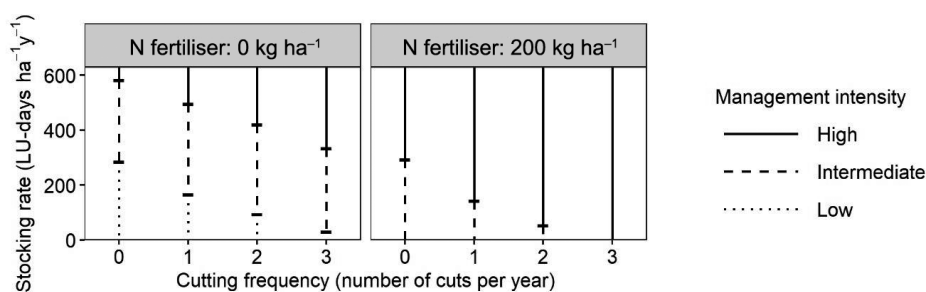 N fertiliser: 0 kg ha⁻¹
N fertiliser: 200 kg ha⁻¹
Stocking rate (LU-days ha⁻¹y⁻¹)
600
400
200
0
0 1 2 3
0 1 2 3
Cutting frequency (number of cuts per year)
Management intensity
High
Intermediate
Low